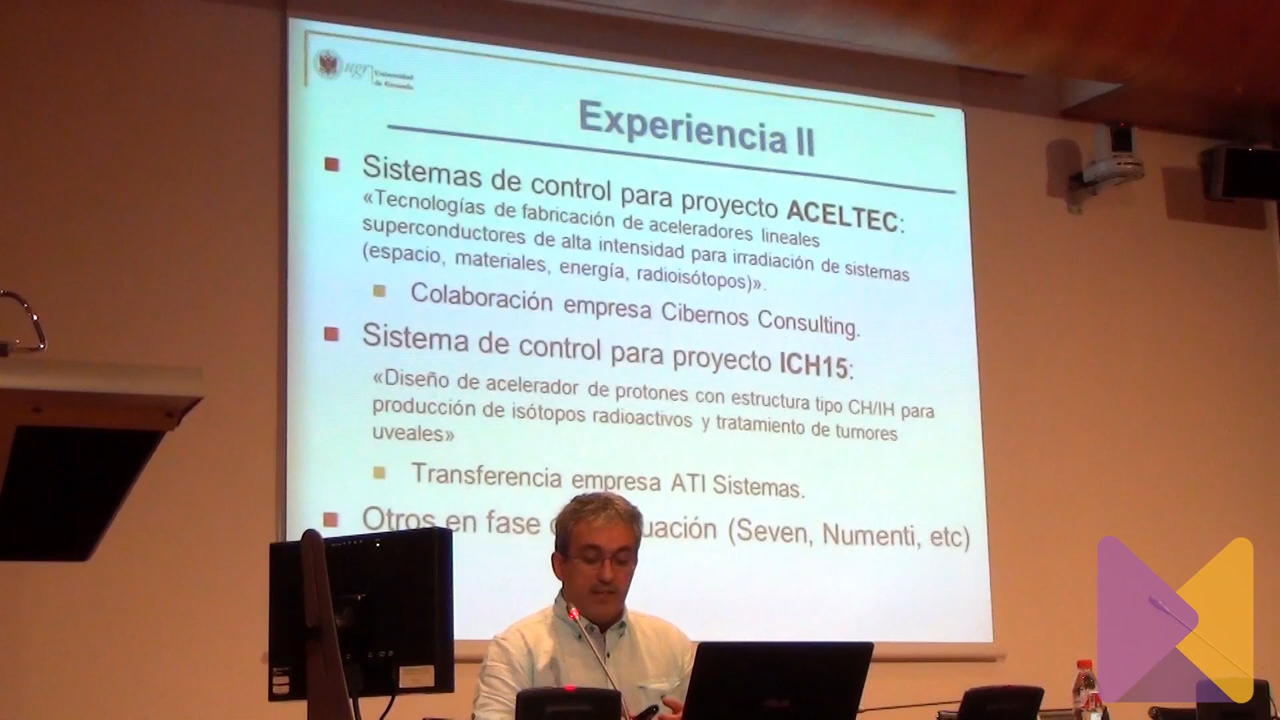 ugr Universidad
de Granada
Experiencia II
Sistemas de control para proyecto ACELTEC:
«Tecnologías de fabricación de aceleradores lineales
superconductores de alta intensidad para irradiación de sistemas
(espacio, materiales, energía, radioisótopos)».
Colaboración empresa Cibernos Consulting.
Sistema de control para proyecto ICH15:
«Diseño de acelerador de protones con estructura tipo CH/IH para
producción de isótopos radioactivos y tratamiento de tumores
uveales»
Transferencia empresa ATI Sistemas.
Otros en fase uación (Seven, Numenti, etc)